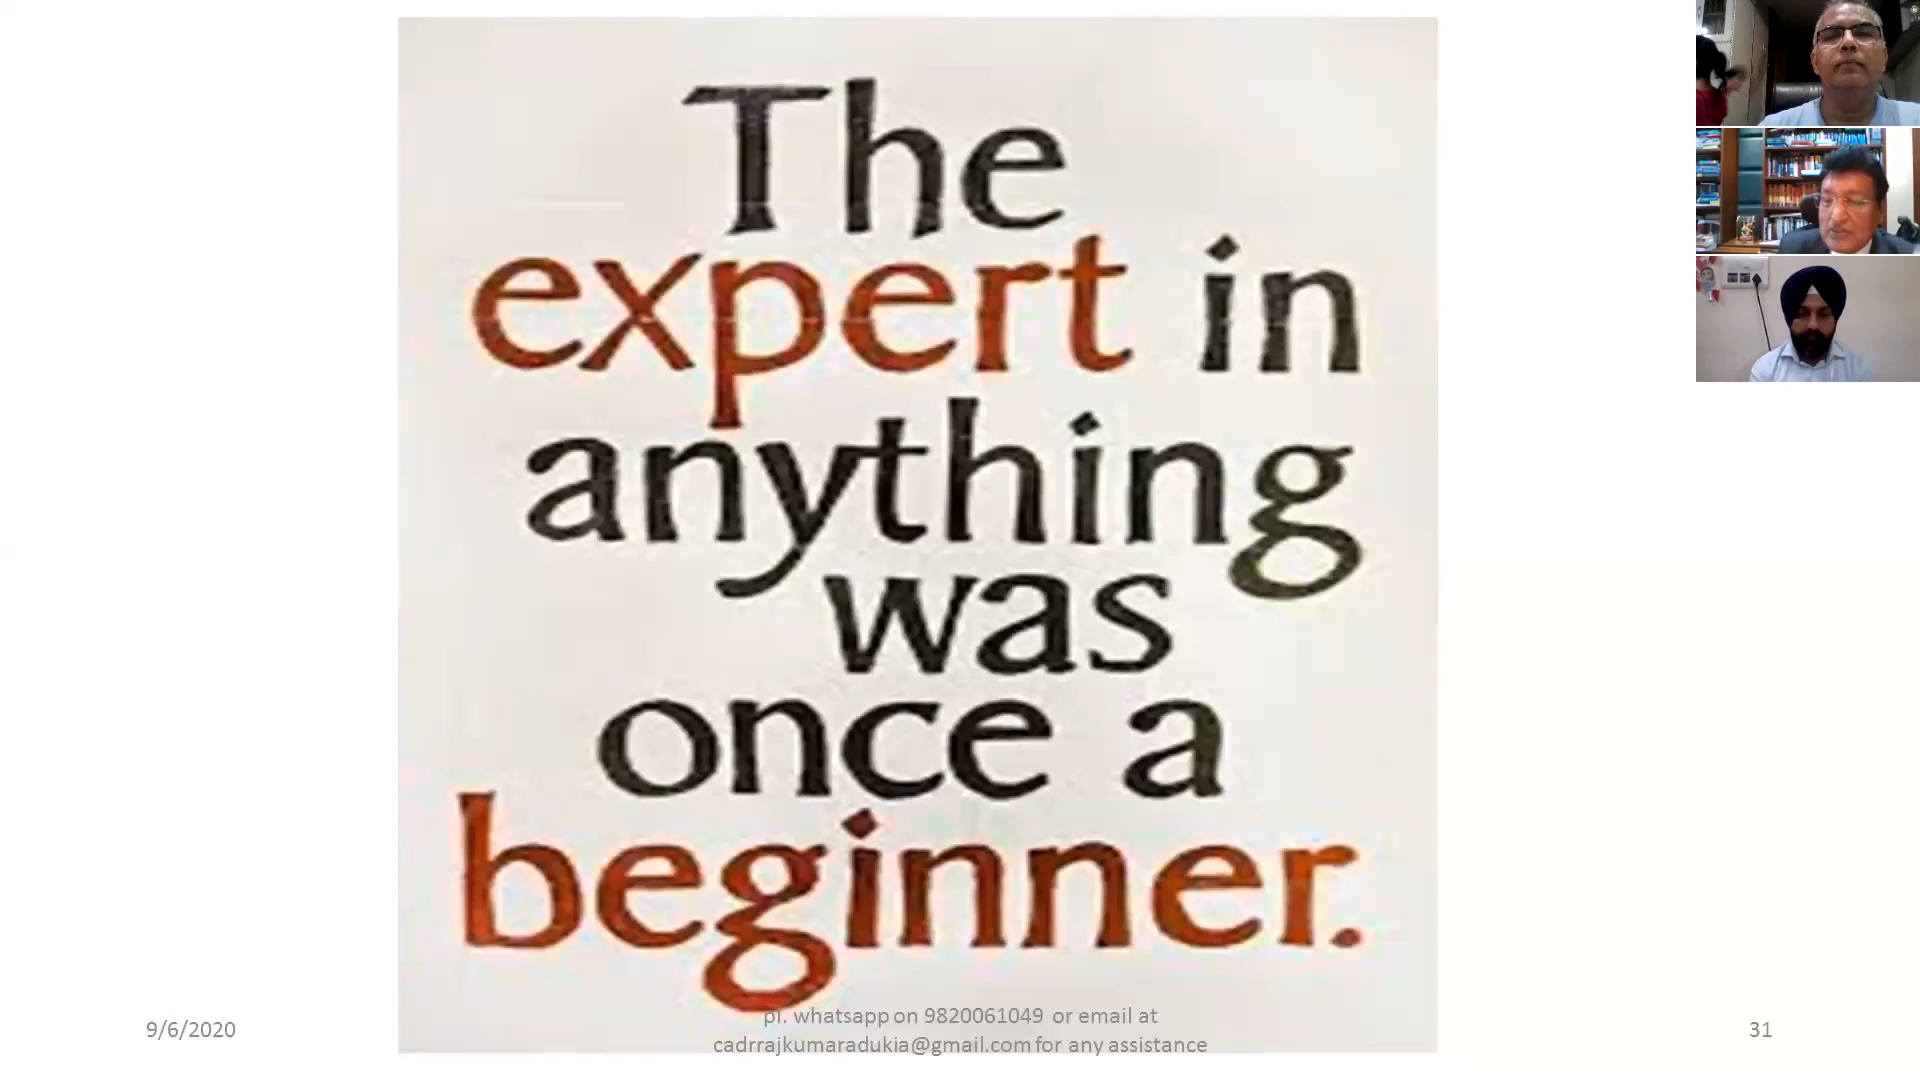 The
expert in
anything
was
once a
beginner.
9/6/2020
pl. whatsapp on 9820061049 or email at
cadrrajkumaradukia@gmail.com for any assistance
31